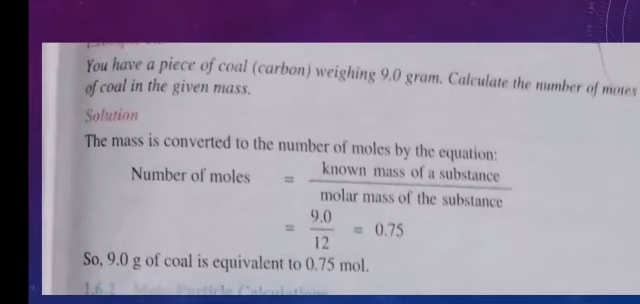 You have a piece of coal (carbon) weighing 9.0 gram. Calculate the number of moles
of coal in the given mass.
Solution
The mass is converted to the number of moles by the equation:
Number of moles = known mass of a substance
molar mass of the substance
= 9.0
12 = 0.75
So, 9.0 g of coal is equivalent to 0.75 mol.